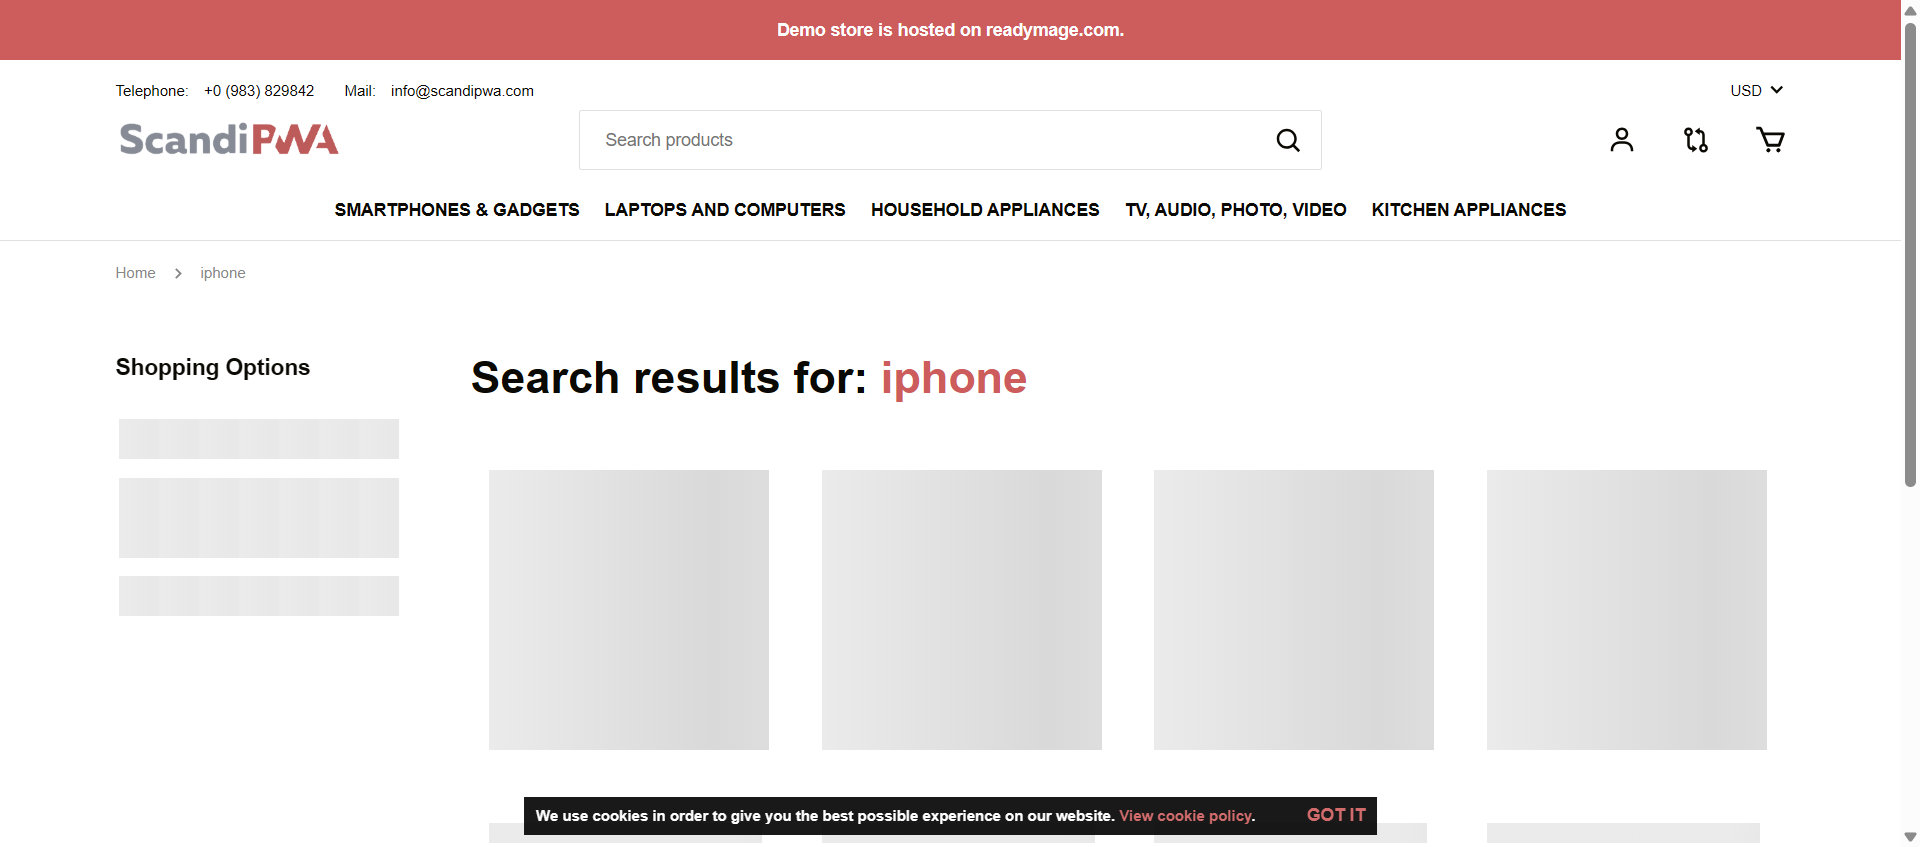 Demo store is hosted on readymage.com.
Telephone: +0 (983) 829842 Mail: info@scandipwa.com USD
ScandiPWA Search products
SMARTPHONES & GADGETS LAPTOPS AND COMPUTERS HOUSEHOLD APPLIANCES TV, AUDIO, PHOTO, VIDEO KITCHEN APPLIANCES
Home iphone
Shopping Options
Search results for: iphone
We use cookies in order to give you the best possible experience on our website. View cookie policy. GOT IT